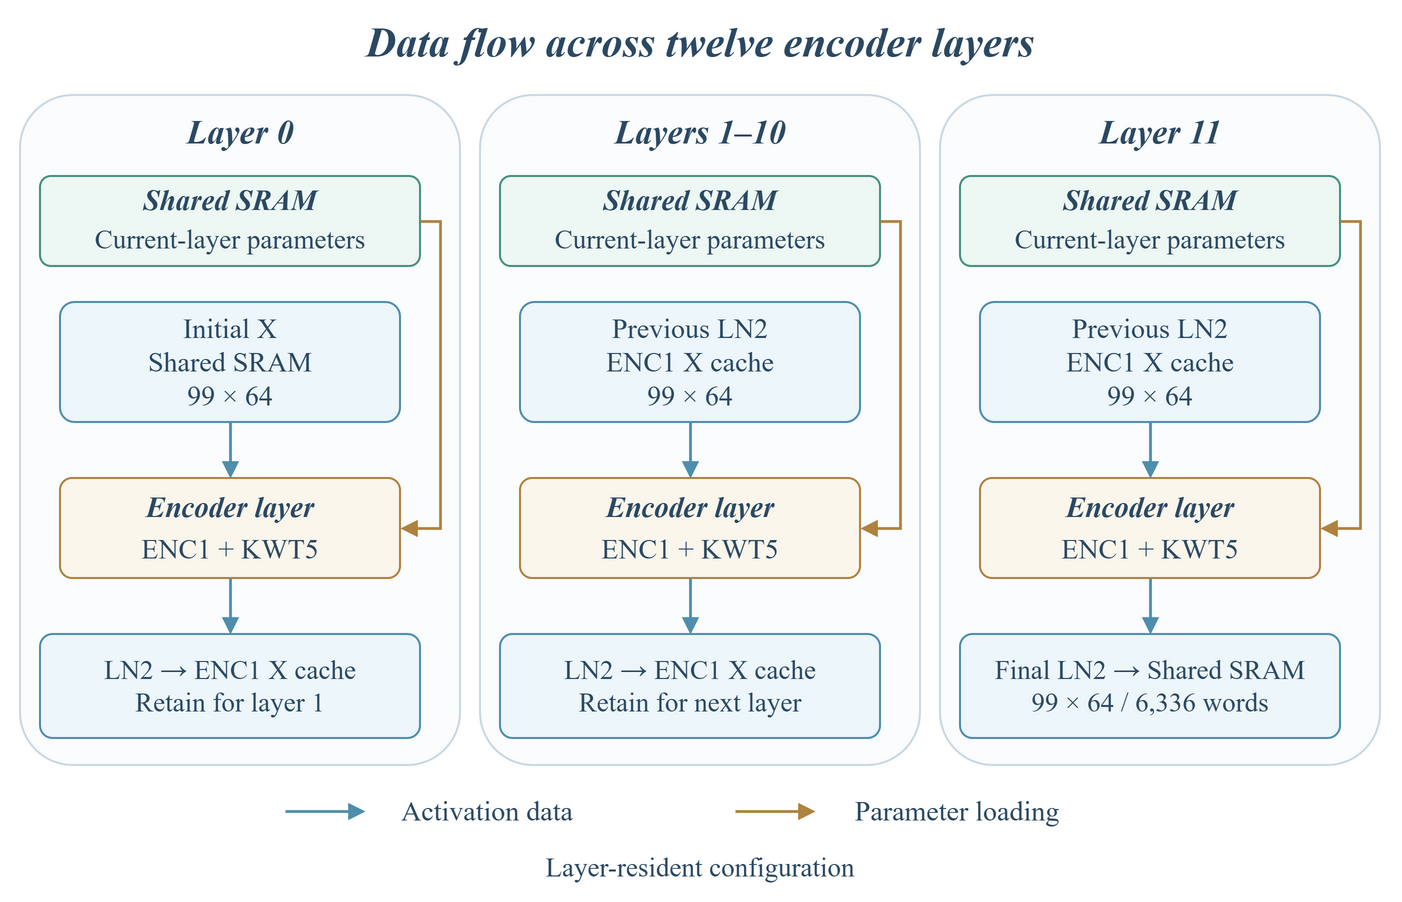 Data flow across twelve encoder layers
Layer 0
Shared SRAM
Current-layer parameters
Initial X
Shared SRAM
99 × 64
Encoder layer
ENC1 + KWT5
LN2 → ENC1 X cache
Retain for layer 1
Layers 1–10
Shared SRAM
Current-layer parameters
Previous LN2
ENC1 X cache
99 × 64
Encoder layer
ENC1 + KWT5
LN2 → ENC1 X cache
Retain for next layer
Layer 11
Shared SRAM
Current-layer parameters
Previous LN2
ENC1 X cache
99 × 64
Encoder layer
ENC1 + KWT5
Final LN2 → Shared SRAM
99 × 64 / 6,336 words
Activation data
Parameter loading
Layer-resident configuration